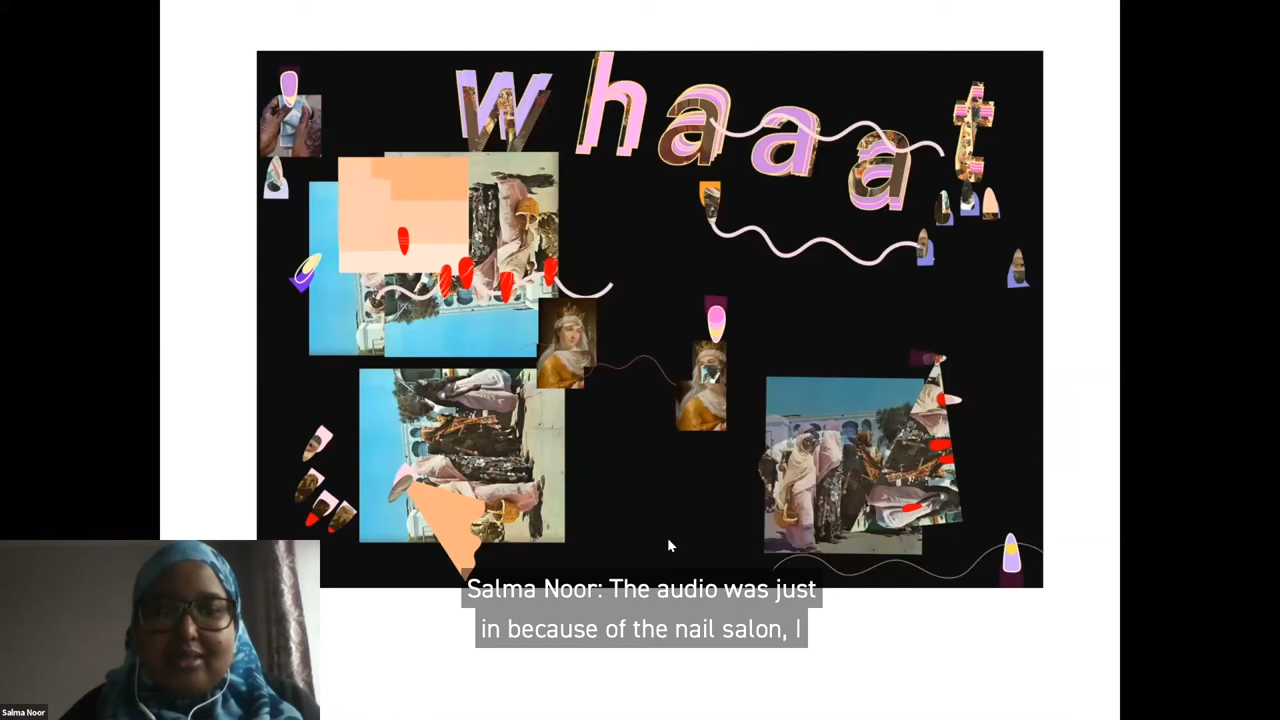 whaaat
Salma Noor: The audio was just
in because of the nail salon, I
Salma Noor